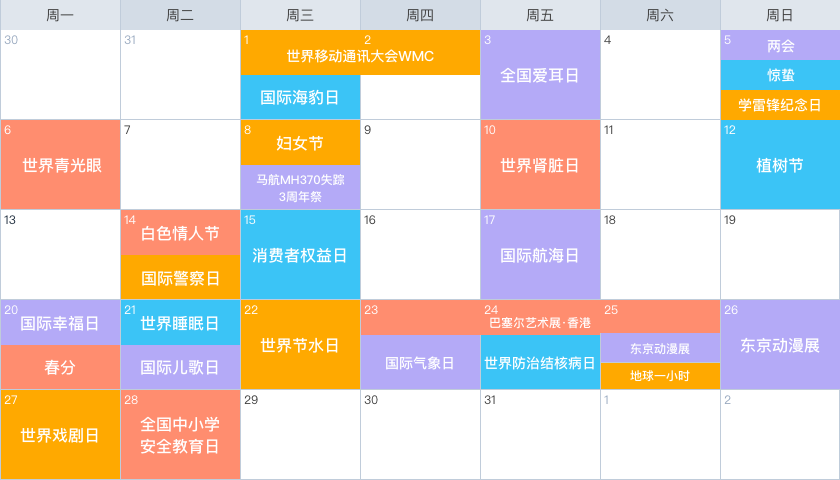 周一
周二
周三
周四
周五
周六
周日
30
31
1
2
世界移动通讯大会WMC
国际海豹日
3
全国爱耳日
4
5
两会
惊蛰
学雷锋纪念日
6
世界青光眼
7
8
妇女节
马航MH370失踪
3周年祭
9
10
世界肾脏日
11
12
植树节
13
14
白色情人节
国际警察日
15
消费者权益日
16
17
国际航海日
18
19
20
国际幸福日
春分
21
世界睡眠日
国际儿歌日
22
世界节水日
23
国际气象日
24
巴塞尔艺术展·香港
世界防治结核病日
25
东京动漫展
地球一小时
26
东京动漫展
27
世界戏剧日
28
全国中小学
安全教育日
29
30
31
1
2